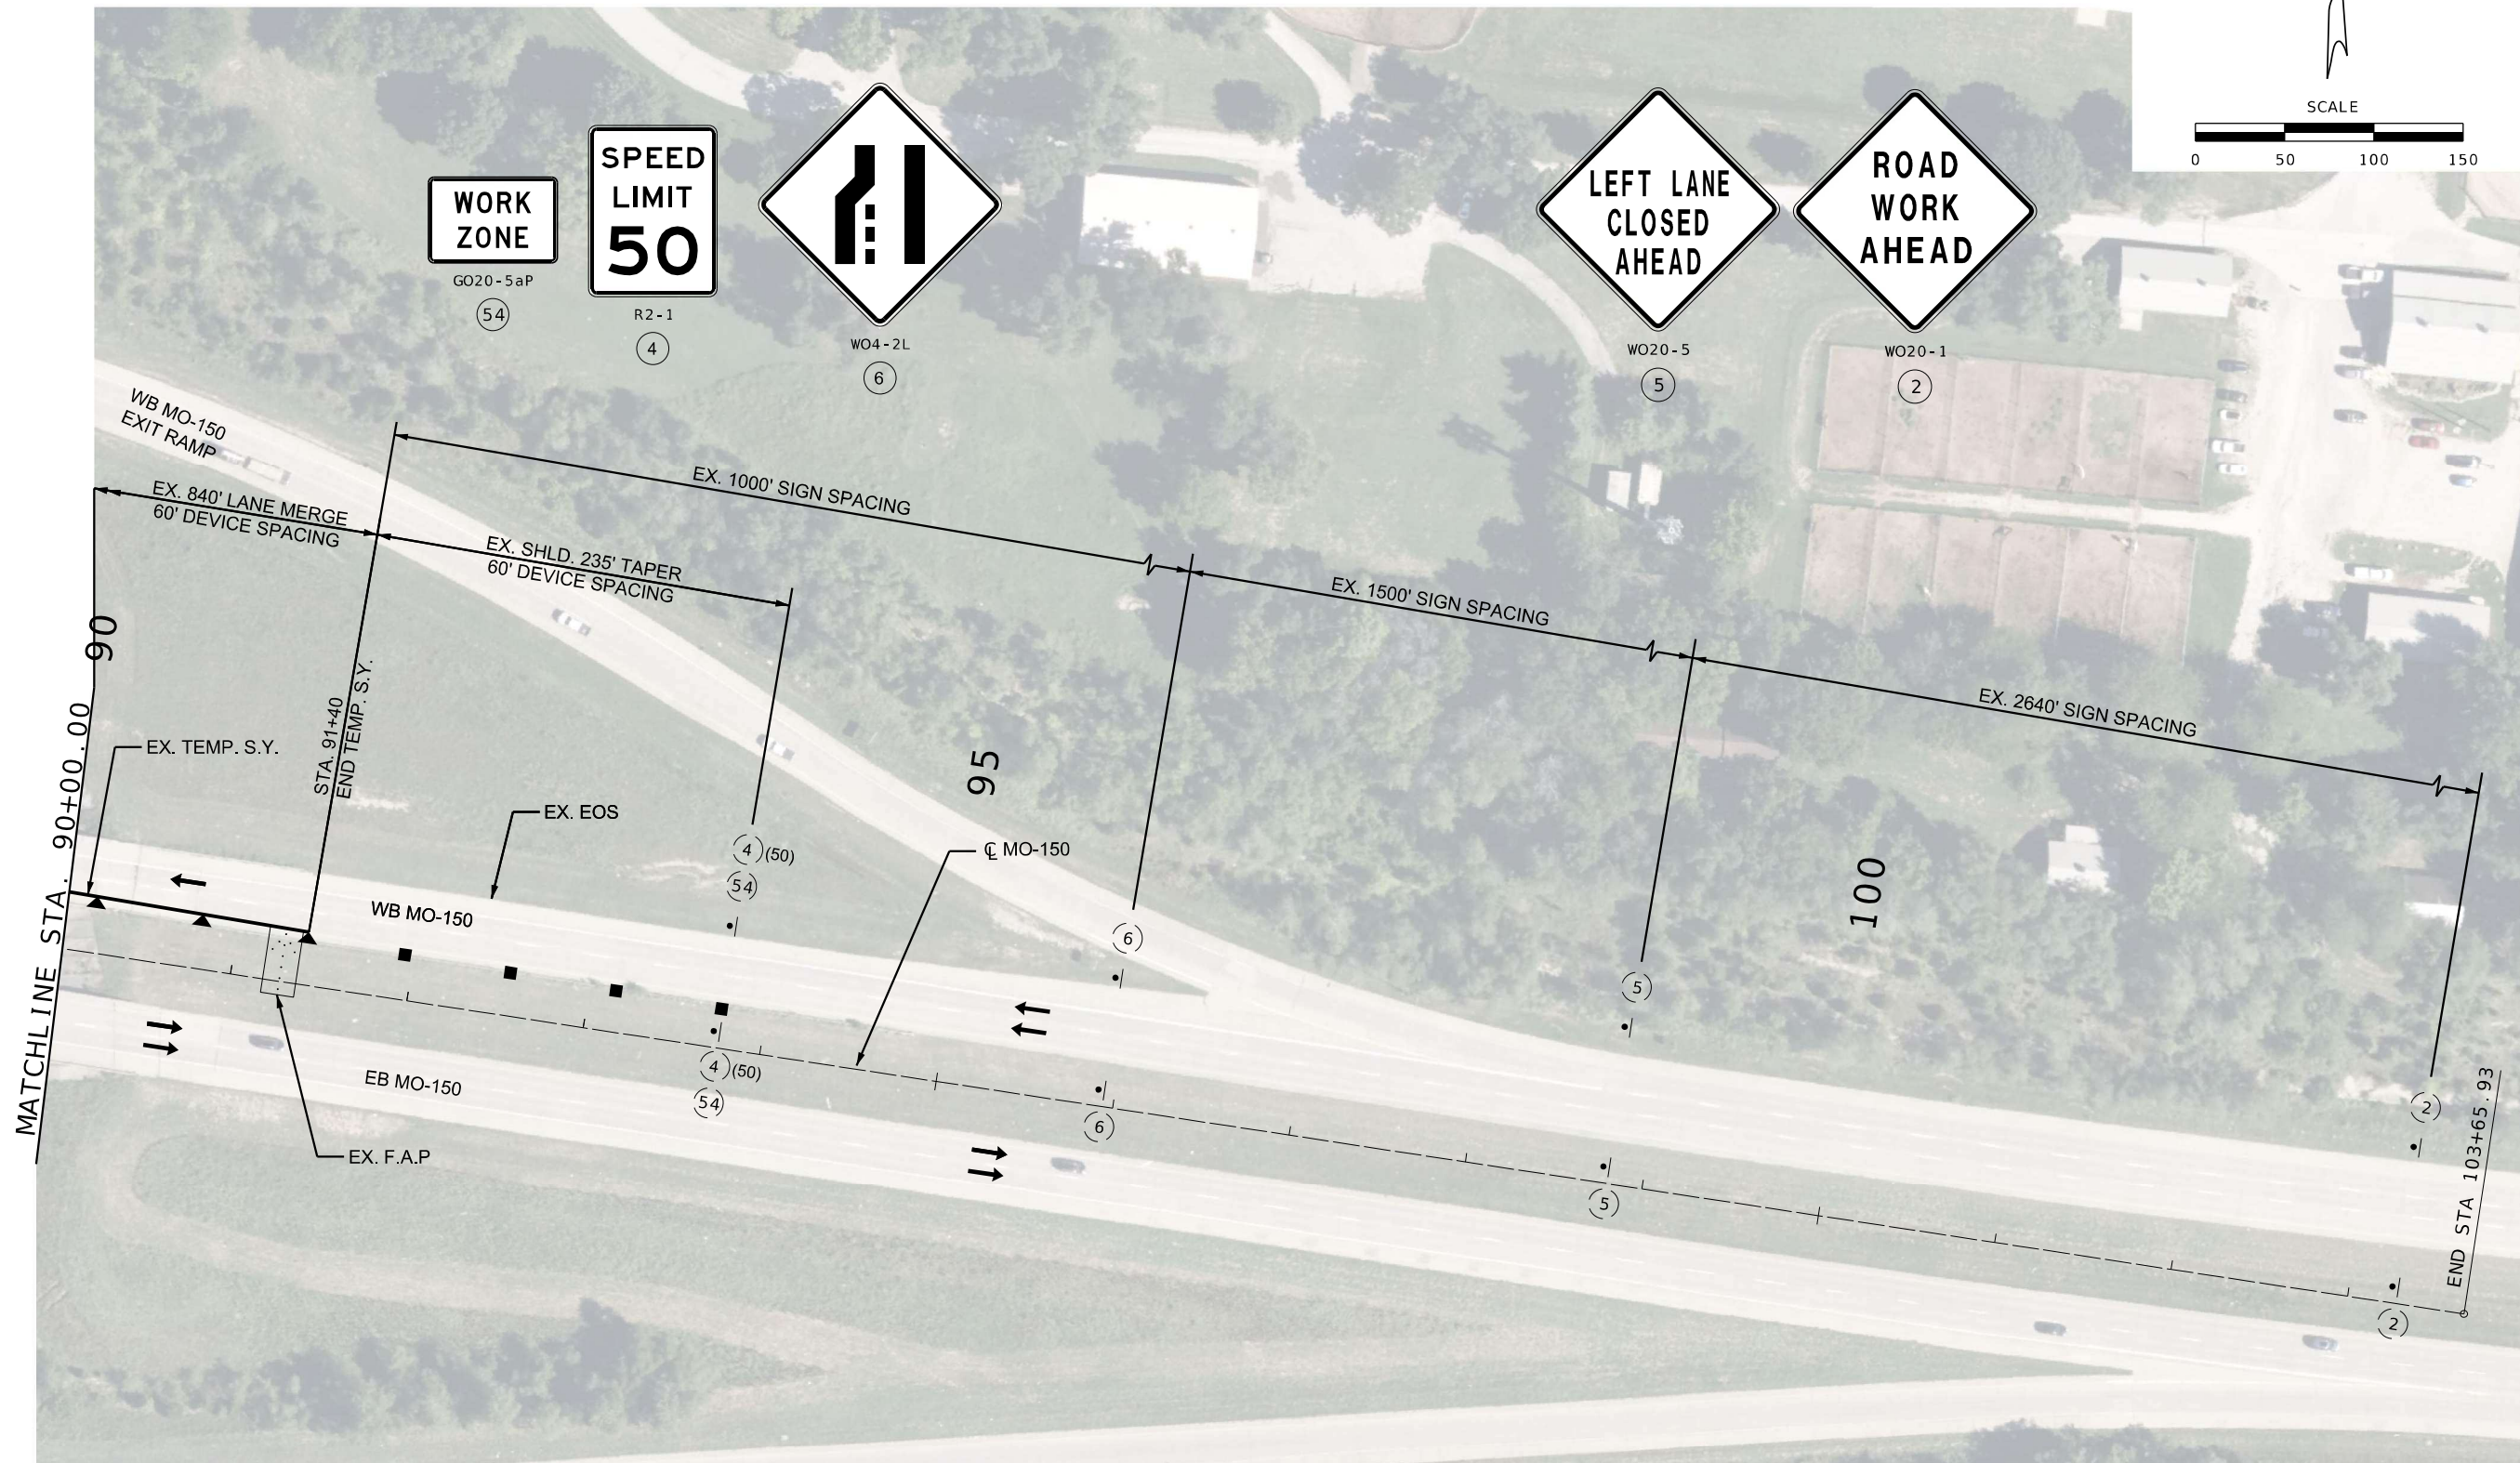 SCALE
0 50 100 150
WORK
ZONE
GO20-5aP
54
SPEED
LIMIT
50
R2-1
4
WO4-2L
6
LEFT LANE
CLOSED
AHEAD
WO20-5
5
ROAD
WORK
AHEAD
WO20-1
2
WB MO-150
EXIT RAMP
EX. 840' LANE MERGE
60' DEVICE SPACING
EX. 1000' SIGN SPACING
EX. SHLD. 235' TAPER
60' DEVICE SPACING
EX. 1500' SIGN SPACING
EX. 2640' SIGN SPACING
90
95
100
MATCHLINE STA. 90+00.00
EX. TEMP. S.Y.
STA. 91+40
END TEMP. S.Y.
EX. EOS
4 (50)
54
℄ MO-150
WB MO-150
6
5
2
4 (50)
54
6
5
2
EB MO-150
EX. F.A.P
END STA 103+65.93